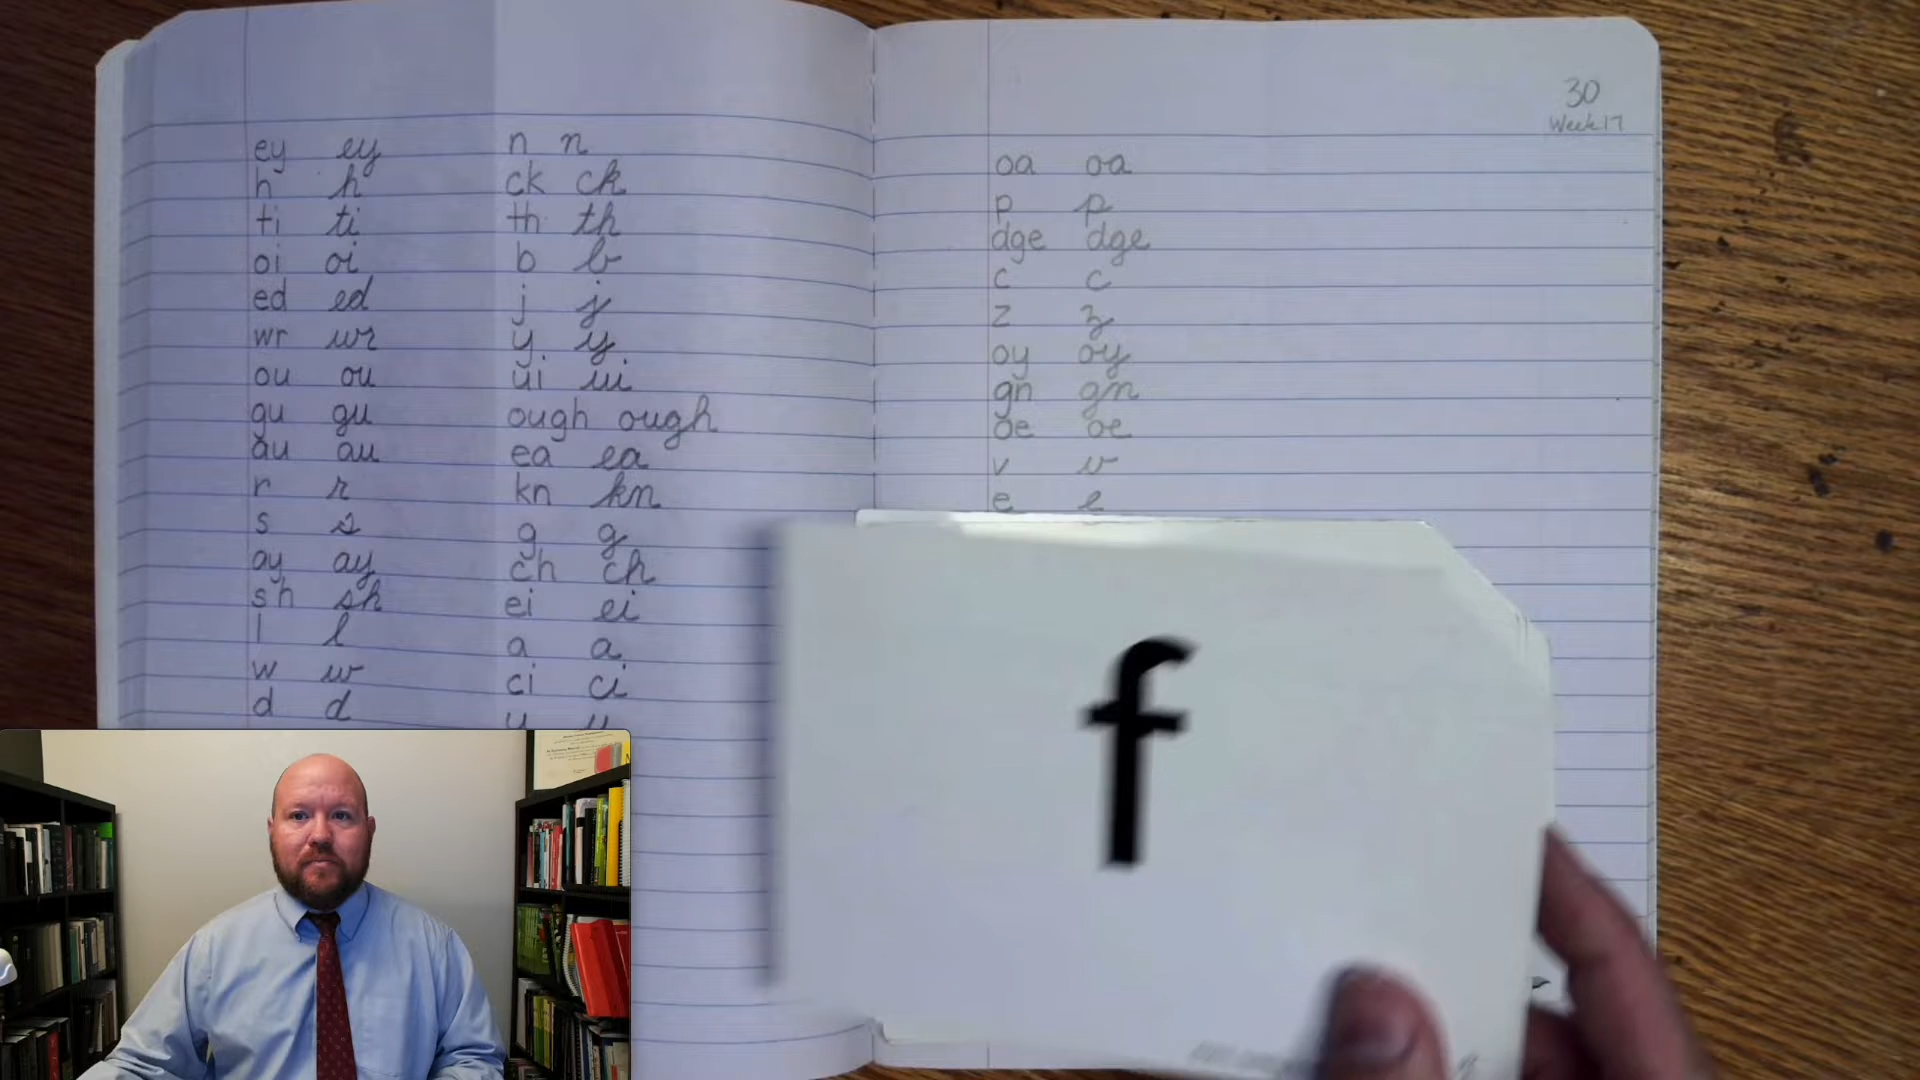 ey ey
h h
ti ti
oi oi
ed ed
wr wr
ou ou
gu gu
au au
r r
s s
ay ay
sh sh
l l
w w
d d
n n
ck ck
th th
b b
j j
y y
ui ui
ough ough
ea ea
kn kn
g g
ch ch
ei ei
a a
ci ci
u u
30
Week 17
oa oa
p p
dge dge
c c
z z
oy oy
gn gn
oe oe
v v
e e
f